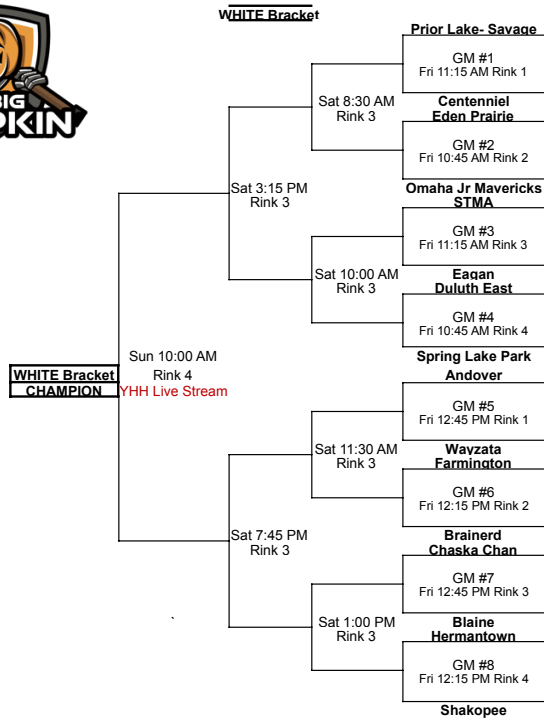 WHITE Bracket
BIG
Prior Lake- Savage
GM #1
Fri 11:15 AM Rink 1
Centenniel
Sat 8:30 AM
Rink 3
Eden Prairie
GM #2
Fri 10:45 AM Rink 2
Omaha Jr Mavericks
Sat 3:15 PM
Rink 3
STMA
GM #3
Fri 11:15 AM Rink 3
Eagan
Sat 10:00 AM
Rink 3
Duluth East
GM #4
Fri 10:45 AM Rink 4
Spring Lake Park
Sun 10:00 AM
Rink 4
YHH Live Stream
WHITE Bracket
CHAMPION
Andover
GM #5
Fri 12:45 PM Rink 1
Wayzata
Sat 11:30 AM
Rink 3
Farmington
GM #6
Fri 12:15 PM Rink 2
Brainerd
Sat 7:45 PM
Rink 3
Chaska Chan
GM #7
Fri 12:45 PM Rink 3
Blaine
Sat 1:00 PM
Rink 3
Hermantown
GM #8
Fri 12:15 PM Rink 4
Shakopee